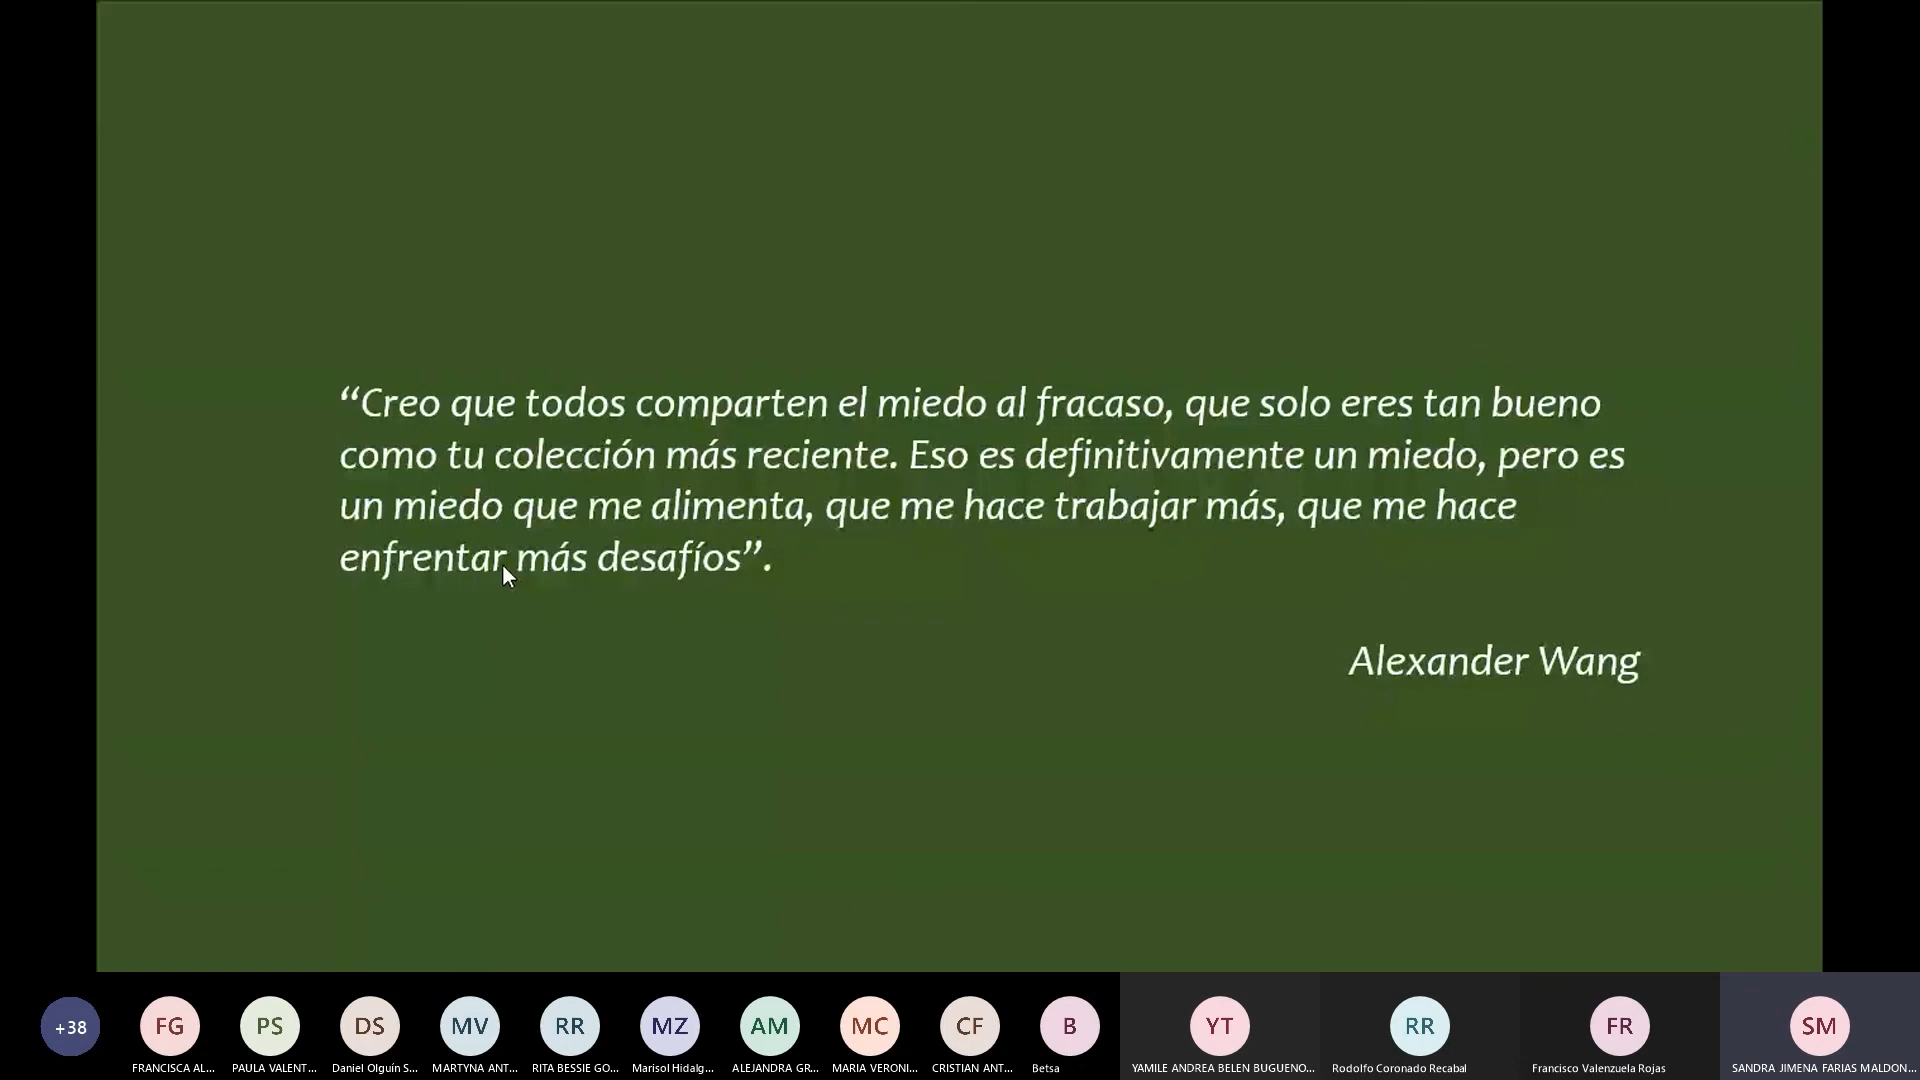 “Creo que todos comparten el miedo al fracaso, que solo eres tan bueno
como tu colección más reciente. Eso es definitivamente un miedo, pero es
un miedo que me alimenta, que me hace trabajar más, que me hace
enfrentar más desafíos”.
Alexander Wang
+38
FG
PS
DS
MV
RR
MZ
AM
MC
CF
B
YT
RR
FR
SM
FRANCISCA AL...
PAULA VALENT...
Daniel Olguín S...
MARTYNA ANT...
RITA BESSIE GO...
Marisol Hidalg...
ALEJANDRA GR...
MARIA VERONI...
CRISTIAN ANT...
Betsa
YAMILE ANDREA BELEN BUGUENO...
Rodolfo Coronado Recabal
Francisco Valenzuela Rojas
SANDRA JIMENA FARIAS MALDON...